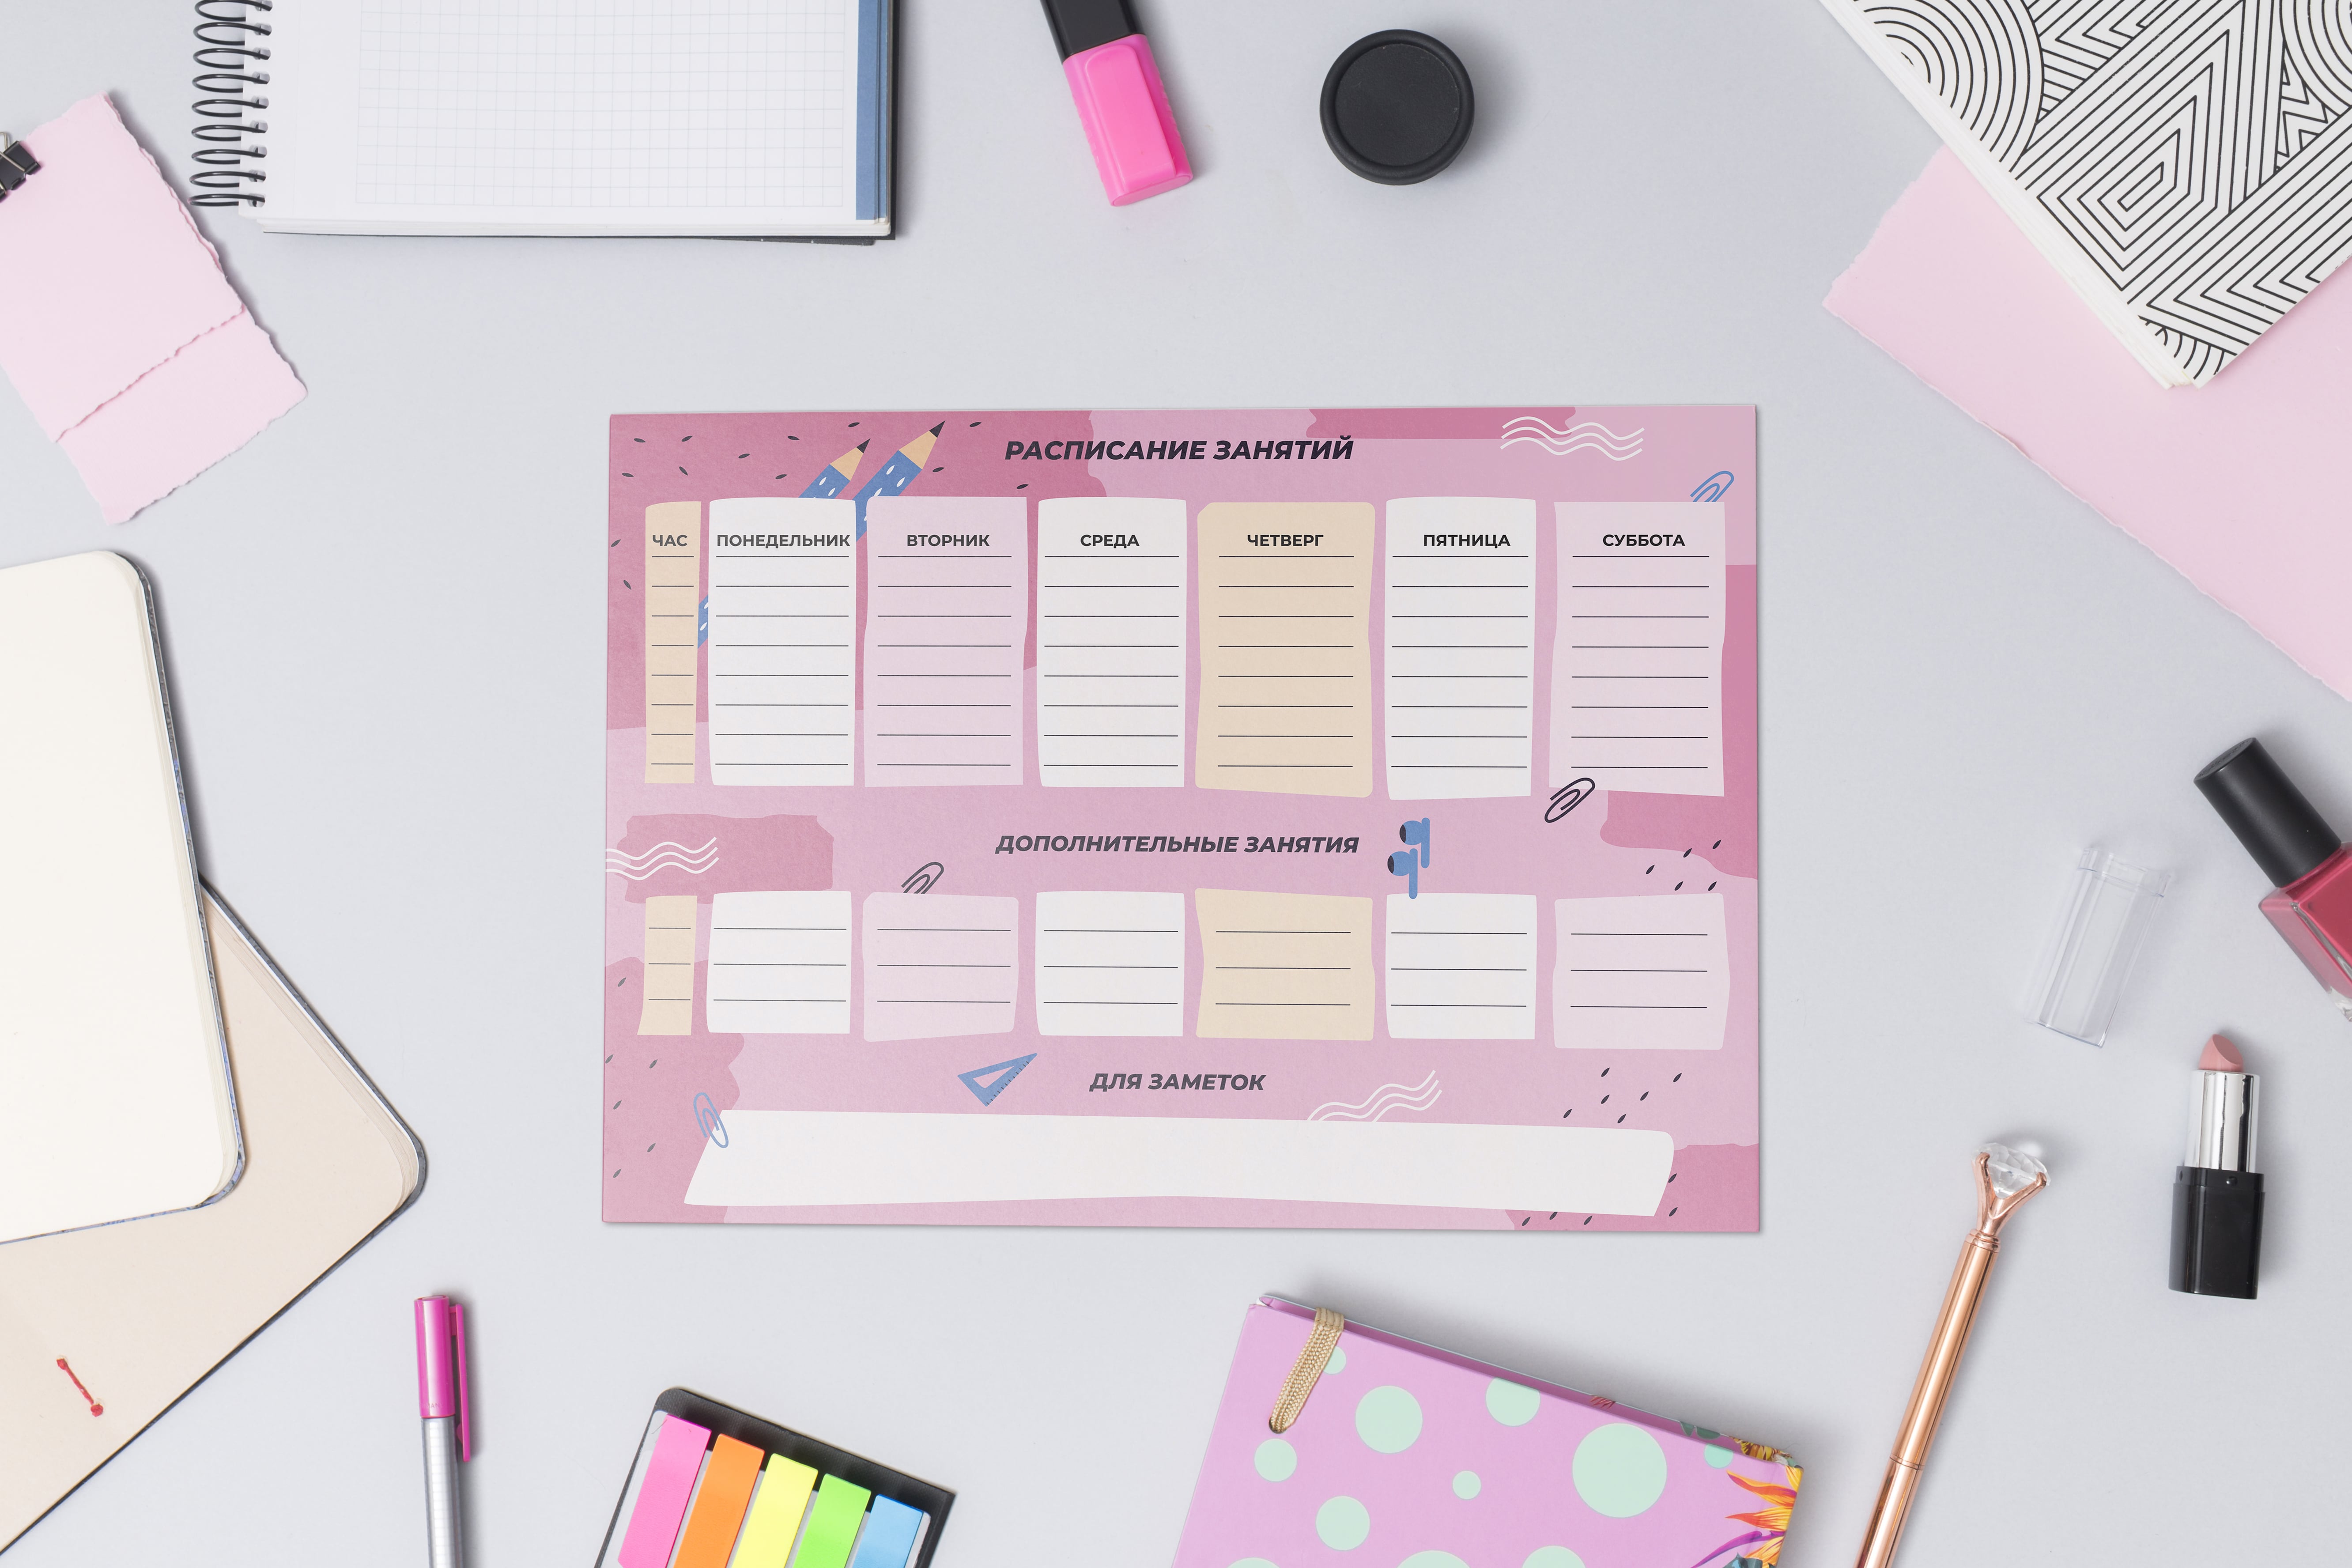 РАСПИСАНИЕ ЗАНЯТИЙ
ЧАС ПОНЕДЕЛЬНИК ВТОРНИК СРЕДА ЧЕТВЕРГ ПЯТНИЦА СУББОТА
ДОПОЛНИТЕЛЬНЫЕ ЗАНЯТИЯ
ДЛЯ ЗАМЕТОК